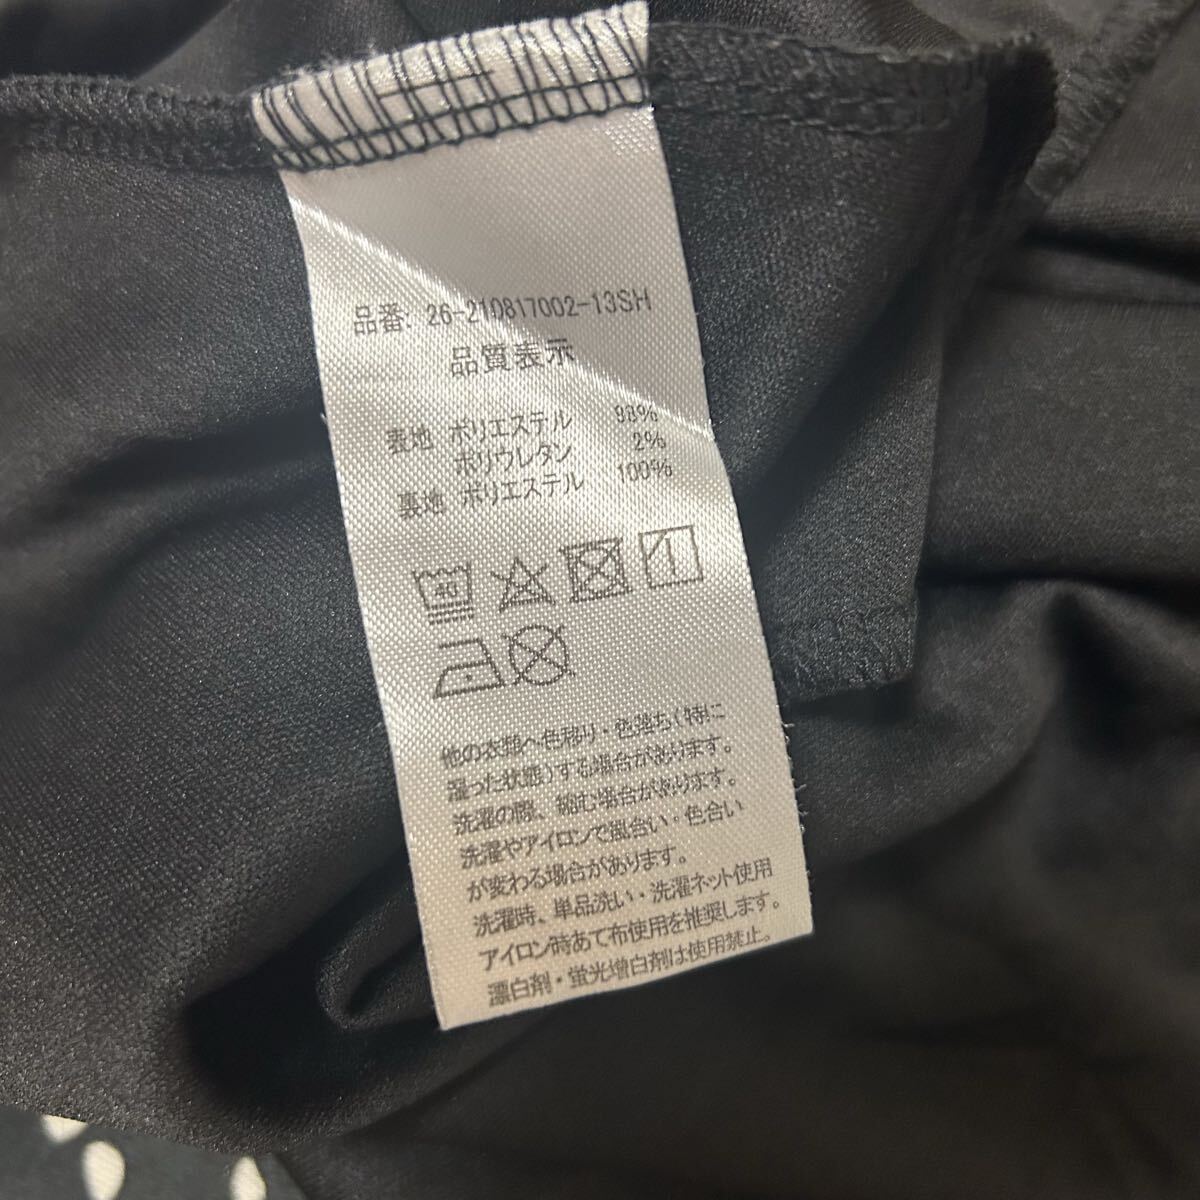 品番: 26-210817002-13SH
品質表示
表地 ポリエステル 98%
ポリウレタン 2%
裏地 ポリエステル 100%
40
他の衣類へ色移り・色落ち(特に
湿った状態)する場合があります。
洗濯の際、縮む場合があります。
洗濯やアイロンで風合い・色合い
が変わる場合があります。
洗濯時、単品洗い・洗濯ネット使用
アイロン時あて布使用を推奨します。
漂白剤・蛍光増白剤は使用禁止。